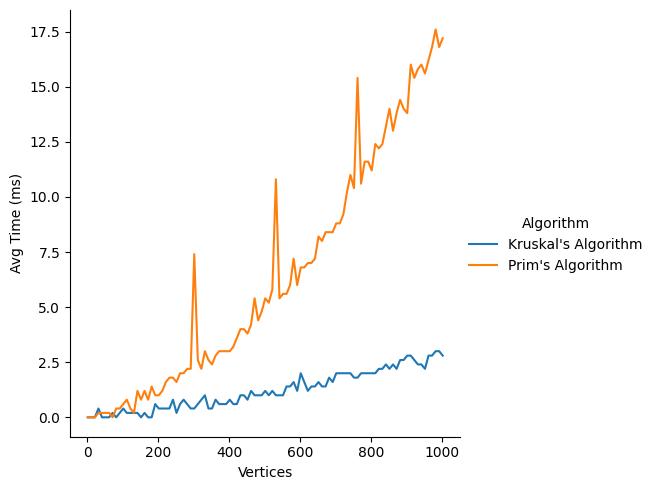 17.5
15.0
12.5
10.0
7.5
5.0
2.5
0.0
Avg Time (ms)
0 200 400 600 800 1000
Vertices
Algorithm
Kruskal's Algorithm
Prim's Algorithm